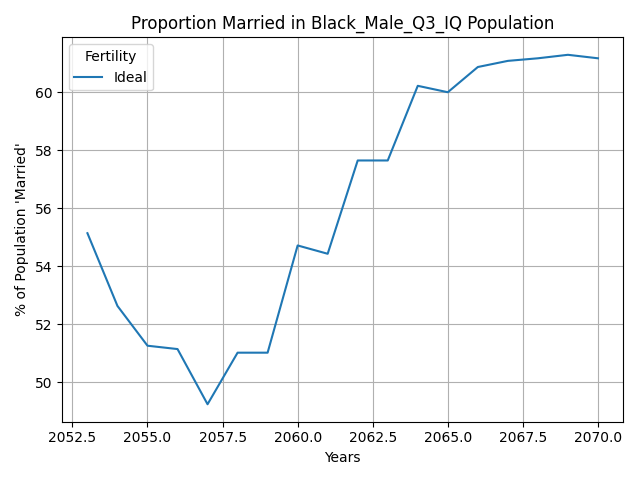 Proportion Married in Black_Male_Q3_IQ Population
Fertility
Ideal
% of Population 'Married'
60
58
56
54
52
50
2052.5 2055.0 2057.5 2060.0 2062.5 2065.0 2067.5 2070.0
Years